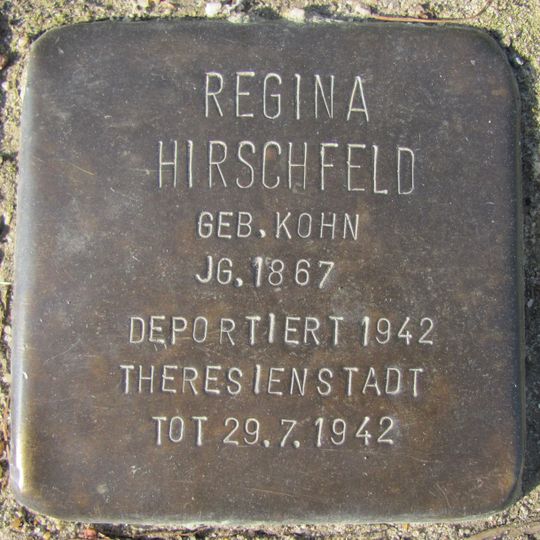 REGINA
HIRSCHFELD
GEB. KOHN
JG. 1867
DEPORTIERT 1942
THERESIENSTADT
TOT 29.7.1942